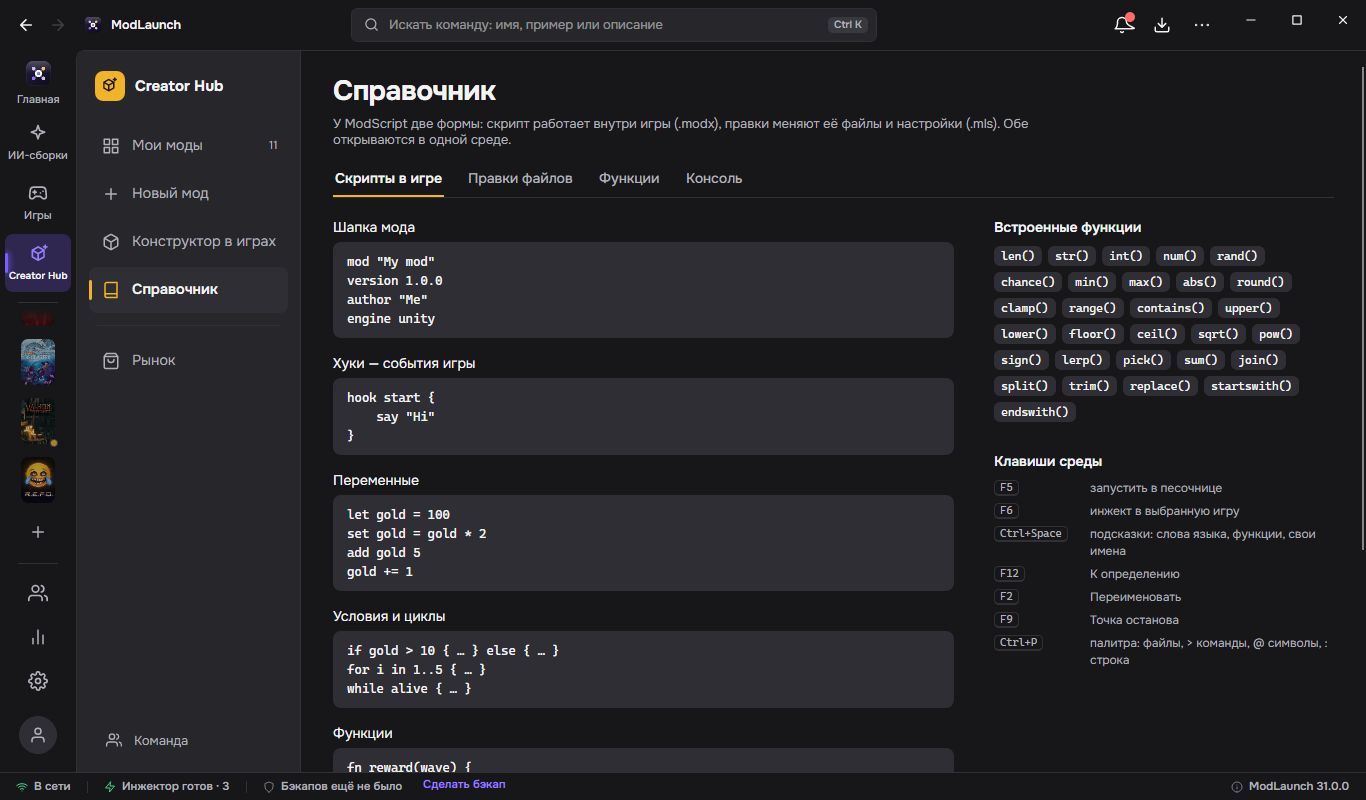 ModLaunch
Искать команду: имя, пример или описание
Ctrl K
Главная
ИИ-сборки
Игры
Creator Hub
Creator Hub
Мои моды 11
Новый мод
Конструктор в играх
Справочник
Рынок
Команда
Справочник
У ModScript две формы: скрипт работает внутри игры (.modx), правки меняют её файлы и настройки (.mls). Обе
открываются в одной среде.
Скрипты в игре Правки файлов Функции Консоль
Шапка мода
mod "My mod"
version 1.0.0
author "Me"
engine unity
Хуки — события игры
hook start {
say "Hi"
}
Переменные
let gold = 100
set gold = gold * 2
add gold 5
gold += 1
Условия и циклы
if gold > 10 { … } else { … }
for i in 1..5 { … }
while alive { … }
Функции
fn reward(wave) {
Встроенные функции
len() str() int() num() rand()
chance() min() max() abs() round()
clamp() range() contains() upper()
lower() floor() ceil() sqrt() pow()
sign() lerp() pick() sum() join()
split() trim() replace() startswith()
endswith()
Клавиши среды
F5 запустить в песочнице
F6 инжект в выбранную игру
Ctrl+Space подсказки: слова языка, функции, свои
имена
F12 К определению
F2 Переименовать
F9 Точка останова
Ctrl+P палитра: файлы, > команды, @ символы, :
строка
В сети
Инжектор готов · 3
Бэкапов ещё не было
Сделать бэкап
ModLaunch 31.0.0